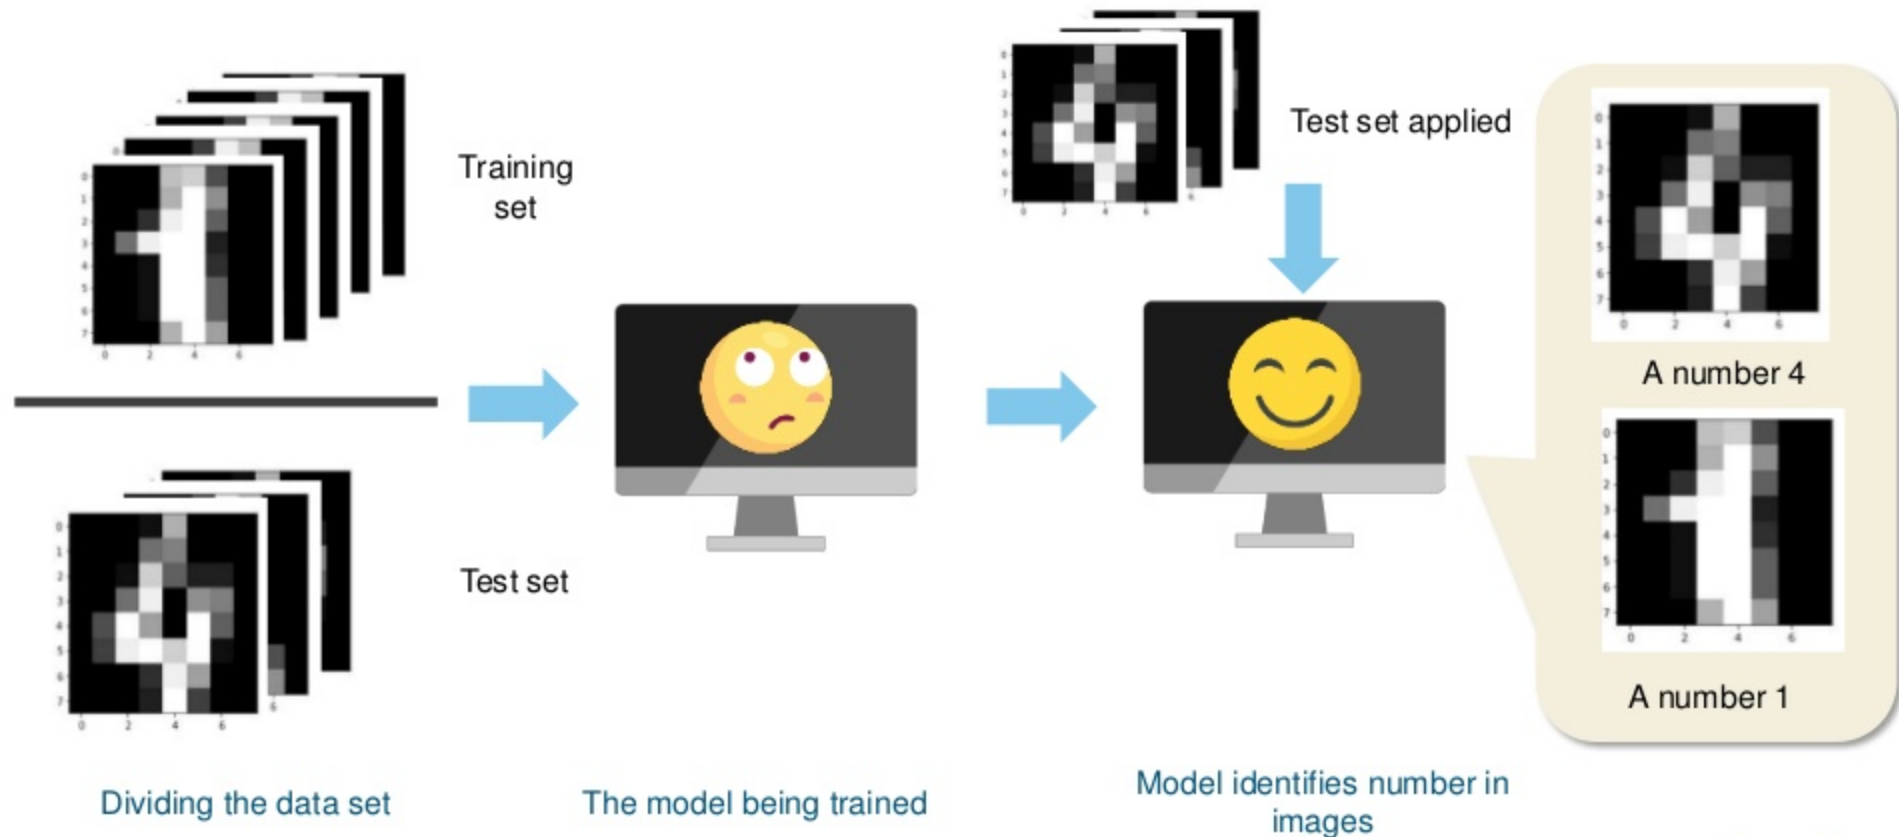 Training
set
Test set
Test set applied
A number 4
A number 1
Dividing the data set
The model being trained
Model identifies number in
images